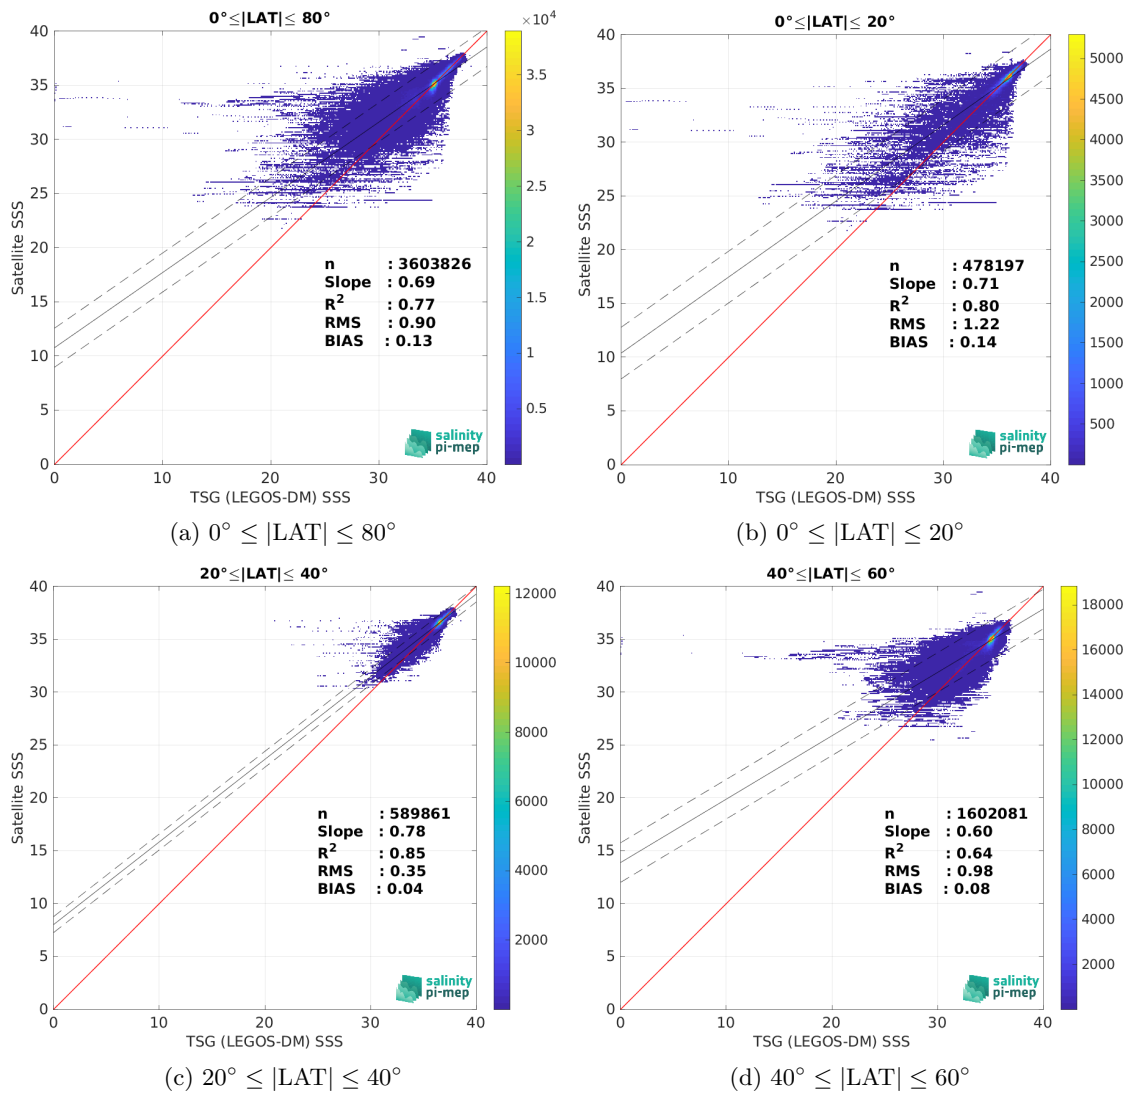 0°≤|LAT|≤ 80°
×10⁴
Satellite SSS
40
35
30
25
20
15
10
5
0
0
10
20
30
40
TSG (LEGOS-DM) SSS
n : 3603826
Slope : 0.69
R² : 0.77
RMS : 0.90
BIAS : 0.13
salinity
pi-mep
3.5
3
2.5
2
1.5
1
0.5
(a) 0° ≤ |LAT| ≤ 80°
0°≤|LAT|≤ 20°
Satellite SSS
40
35
30
25
20
15
10
5
0
0
10
20
30
40
TSG (LEGOS-DM) SSS
n : 478197
Slope : 0.71
R² : 0.80
RMS : 1.22
BIAS : 0.14
salinity
pi-mep
5000
4500
4000
3500
3000
2500
2000
1500
1000
500
(b) 0° ≤ |LAT| ≤ 20°
20°≤|LAT|≤ 40°
Satellite SSS
40
35
30
25
20
15
10
5
0
0
10
20
30
40
TSG (LEGOS-DM) SSS
n : 589861
Slope : 0.78
R² : 0.85
RMS : 0.35
BIAS : 0.04
salinity
pi-mep
12000
10000
8000
6000
4000
2000
(c) 20° ≤ |LAT| ≤ 40°
40°≤|LAT|≤ 60°
Satellite SSS
40
35
30
25
20
15
10
5
0
0
10
20
30
40
TSG (LEGOS-DM) SSS
n : 1602081
Slope : 0.60
R² : 0.64
RMS : 0.98
BIAS : 0.08
salinity
pi-mep
18000
16000
14000
12000
10000
8000
6000
4000
2000
(d) 40° ≤ |LAT| ≤ 60°